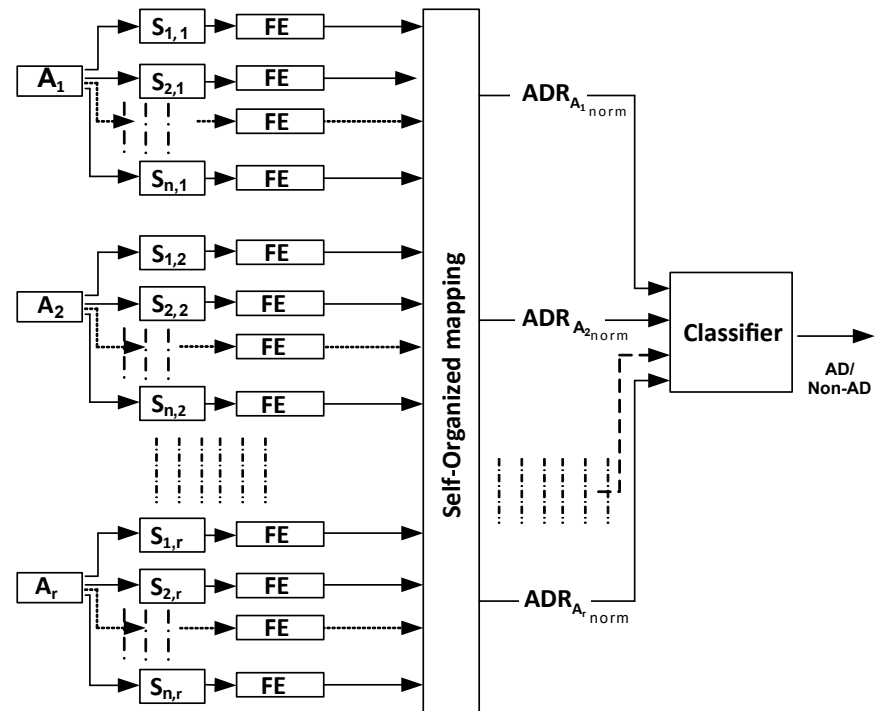 A1
S1,1 FE
S2,1 FE
FE
Sn,1 FE
A2
S1,2 FE
S2,2 FE
FE
Sn,2 FE
Ar
S1,r FE
S2,r FE
FE
Sn,r FE
Self-Organized mapping
ADRA1norm
ADRA2norm
ADRArnorm
Classifier
AD/
Non-AD